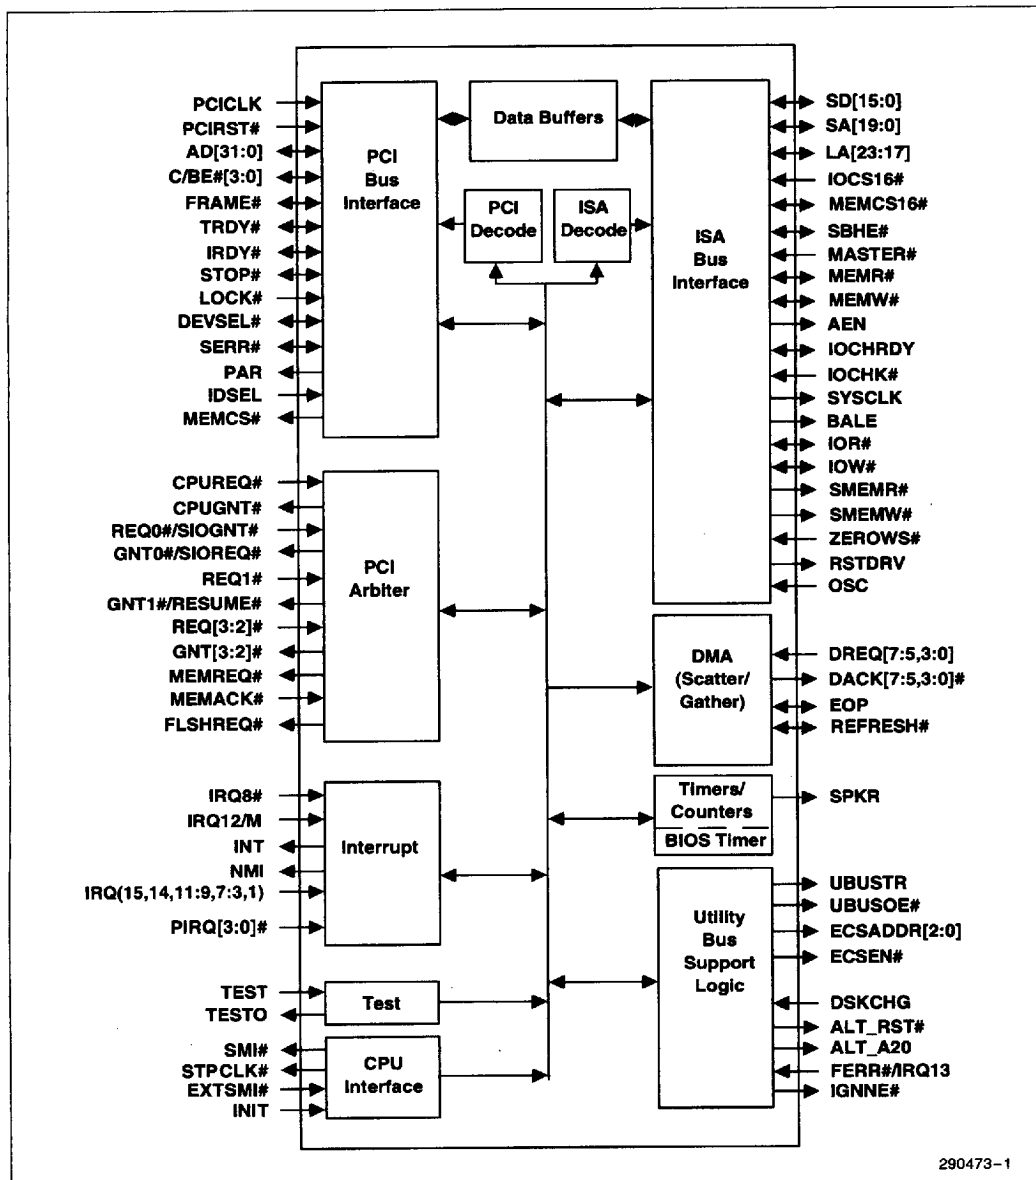 PCICLK
PCIRST#
AD[31:0]
C/BE#[3:0]
FRAME#
TRDY#
IRDY#
STOP#
LOCK#
DEVSEL#
SERR#
PAR
IDSEL
MEMCS#
PCI
Bus
Interface
Data Buffers
PCI
Decode
ISA
Decode
ISA
Bus
Interface
SD[15:0]
SA[19:0]
LA[23:17]
IOCS16#
MEMCS16#
SBHE#
MASTER#
MEMR#
MEMW#
AEN
IOCHRDY
IOCHK#
SYSCLK
BALE
IOR#
IOW#
SMEMR#
SMEMW#
ZEROWS#
RSTDRV
OSC
CPUREQ#
CPUGNT#
REQ0#/SIOGNT#
GNT0#/SIOREQ#
REQ1#
GNT1#/RESUME#
REQ[3:2]#
GNT[3:2]#
MEMREQ#
MEMACK#
FLSHREQ#
PCI
Arbiter
DMA
(Scatter/
Gather)
DREQ[7:5,3:0]
DACK[7:5,3:0]#
EOP
REFRESH#
IRQ8#
IRQ12/M
INT
NMI
IRQ(15,14,11:9,7:3,1)
PIRQ[3:0]#
Interrupt
Timers/
Counters
BIOS Timer
SPKR
Utility
Bus
Support
Logic
UBUSTR
UBUSOE#
ECSADDR[2:0]
ECSEN#
DSKCHG
ALT_RST#
ALT_A20
FERR#/IRQ13
IGNNE#
TEST
TESTO
Test
SMI#
STPCLK#
EXTSMI#
INIT
CPU
Interface
290473-1